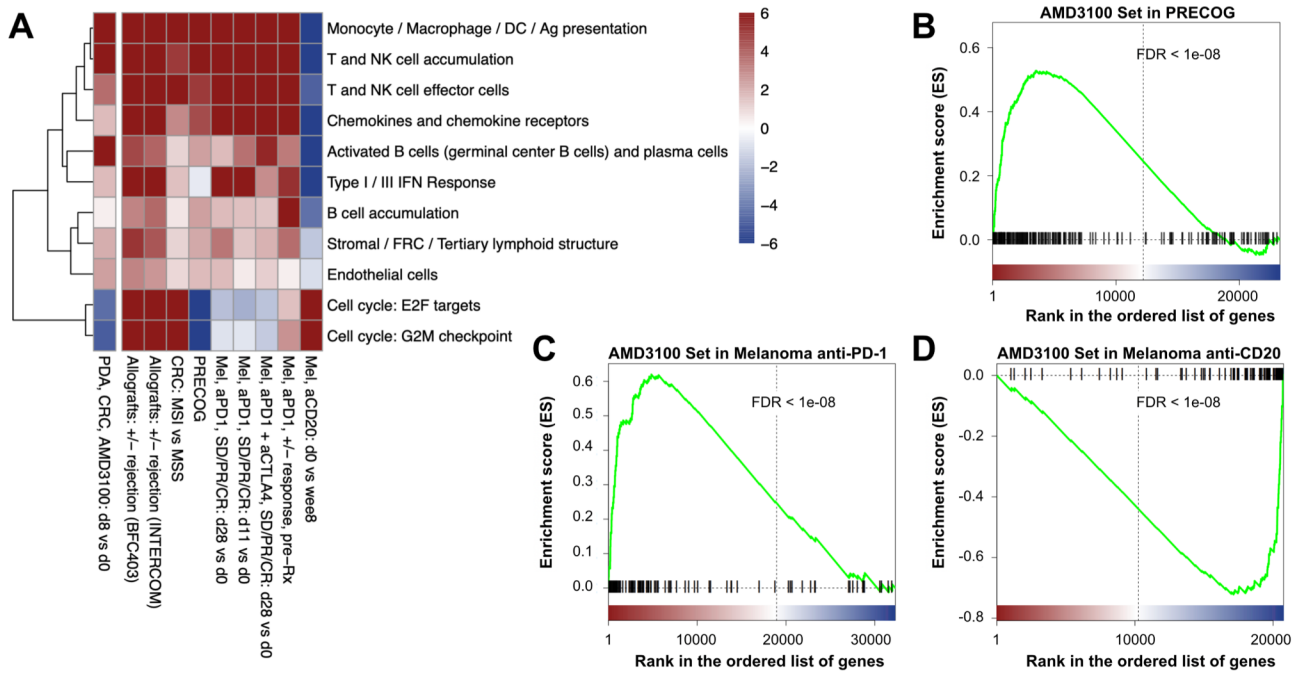 A
Monocyte / Macrophage / DC / Ag presentation
T and NK cell accumulation
T and NK cell effector cells
Chemokines and chemokine receptors
Activated B cells (germinal center B cells) and plasma cells
Type I / III IFN Response
B cell accumulation
Stromal / FRC / Tertiary lymphoid structure
Endothelial cells
Cell cycle: E2F targets
Cell cycle: G2M checkpoint
6
4
2
0
−2
−4
−6
PDA, CRC, AMD3100: d8 vs d0
Allografts: +/− rejection (BFC403)
Allografts: +/− rejection (INTERCOM)
CRC: MSI vs MSS
PRECOG
Mel, aPD1, SD/PR/CR: d28 vs d0
Mel, aPD1, SD/PR/CR: d11 vs d0
Mel, aPD1 + aCTLA4, SD/PR/CR: d28 vs d0
Mel, aPD1, +/− response, pre−Rx
Mel, aCD20: d0 vs wee8
B
AMD3100 Set in PRECOG
FDR < 1e-08
Enrichment score (ES)
0.6
0.4
0.2
0.0
1
10000
20000
Rank in the ordered list of genes
C
AMD3100 Set in Melanoma anti-PD-1
FDR < 1e-08
Enrichment score (ES)
0.6
0.5
0.4
0.3
0.2
0.1
0.0
1
10000
20000
30000
Rank in the ordered list of genes
D
AMD3100 Set in Melanoma anti-CD20
FDR < 1e-08
Enrichment score (ES)
0.0
-0.2
-0.4
-0.6
-0.8
1
10000
20000
Rank in the ordered list of genes